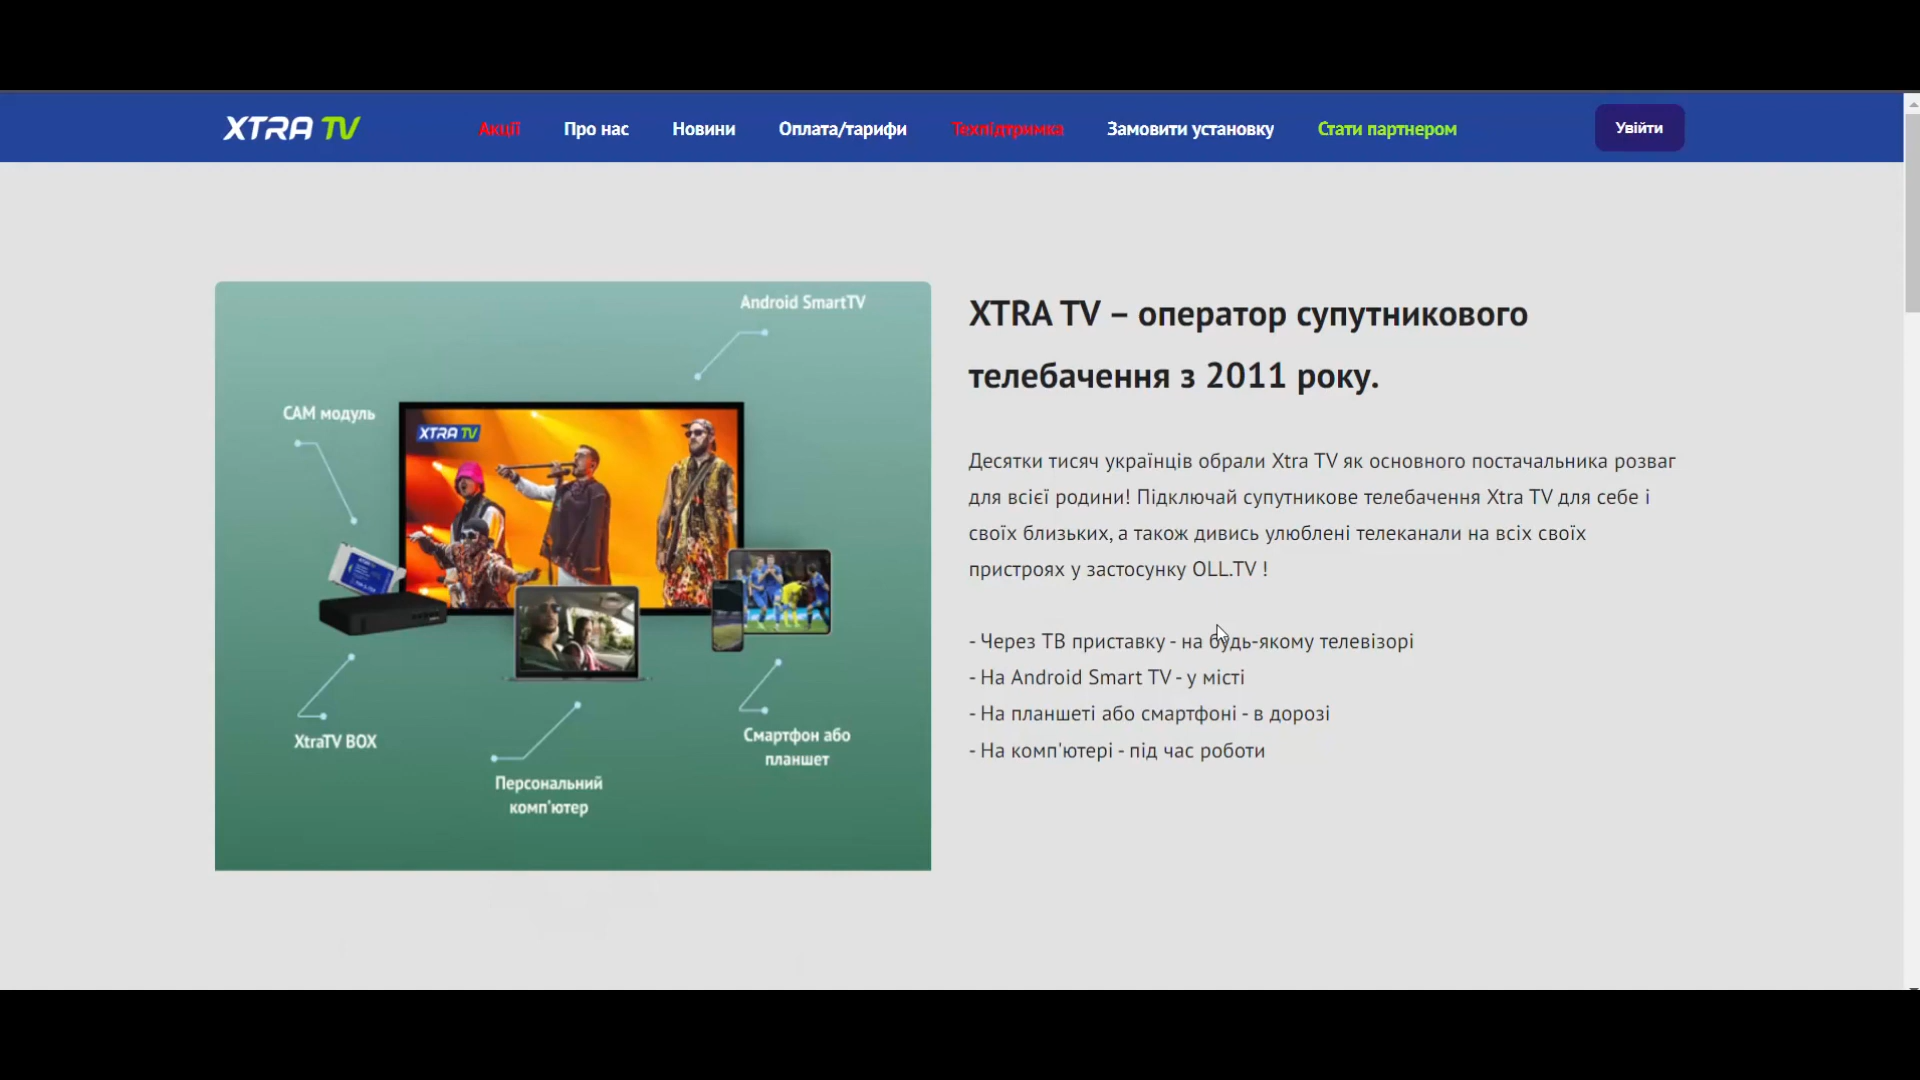 XTRA TV
Акції
Про нас
Новини
Оплата/тарифи
Техпідтримка
Замовити установку
Стати партнером
Увійти
Android SmartTV
CAM модуль
XTRA TV
XtraTV BOX
Смартфон або
планшет
Персональний
комп'ютер
XTRA TV – оператор супутникового
телебачення з 2011 року.
Десятки тисяч українців обрали Xtra TV як основного постачальника розваг
для всієї родини! Підключай супутникове телебачення Xtra TV для себе і
своїх близьких, а також дивись улюблені телеканали на всіх своїх
пристроях у застосунку OLL.TV !
- Через ТВ приставку - на будь-якому телевізорі
- На Android Smart TV - у місті
- На планшеті або смартфоні - в дорозі
- На комп'ютері - під час роботи